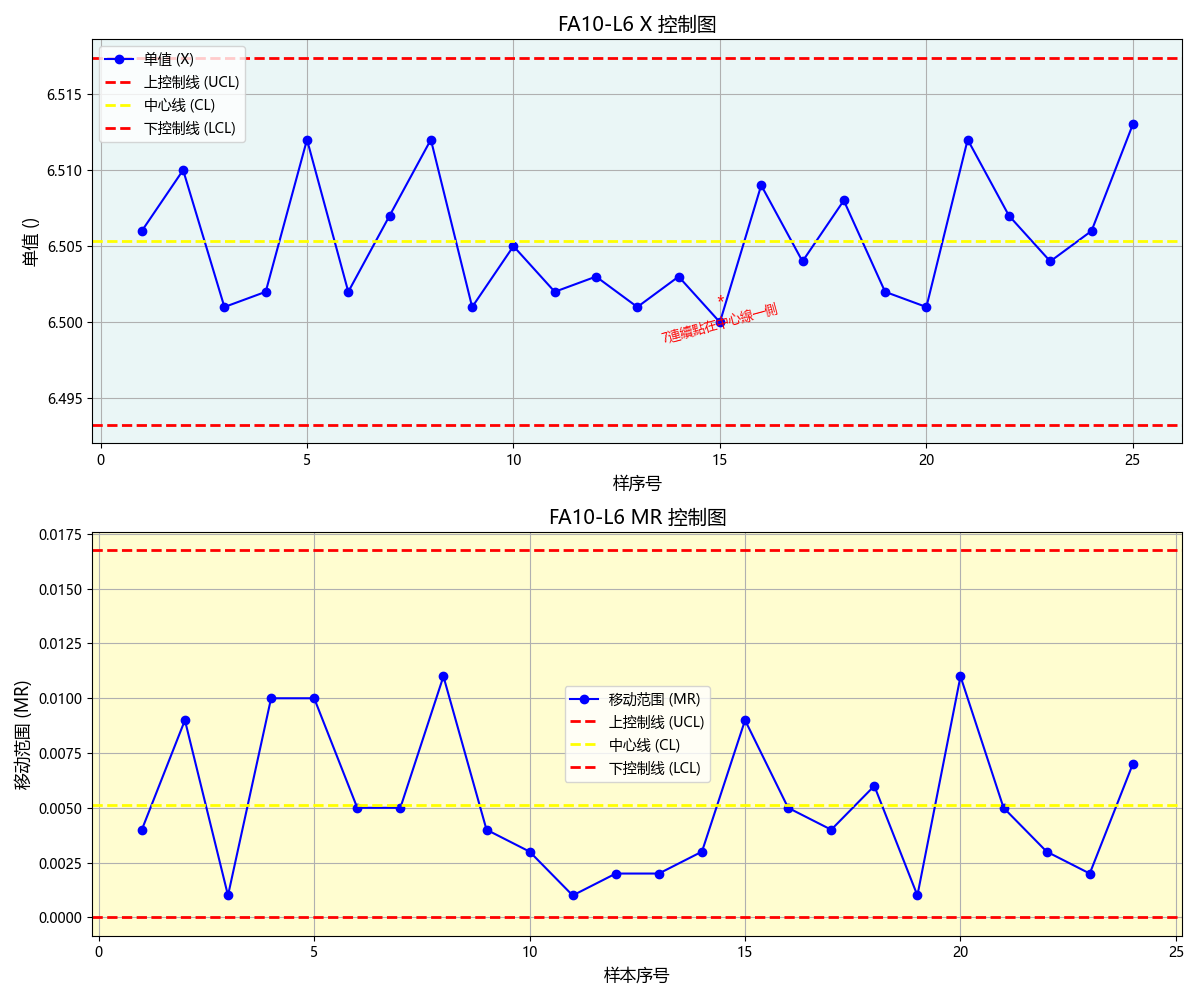 FA10-L6 X 控制图
单值 (X)
上控制线 (UCL)
中心线 (CL)
下控制线 (LCL)
单值 ()
6.515
6.510
6.505
6.500
6.495
*
7連續點在中心線一側
0 5 10 15 20 25
样序号
FA10-L6 MR 控制图
移动范围 (MR)
0.0175
0.0150
0.0125
0.0100
0.0075
0.0050
0.0025
0.0000
移动范围 (MR)
上控制线 (UCL)
中心线 (CL)
下控制线 (LCL)
0 5 10 15 20 25
样本序号